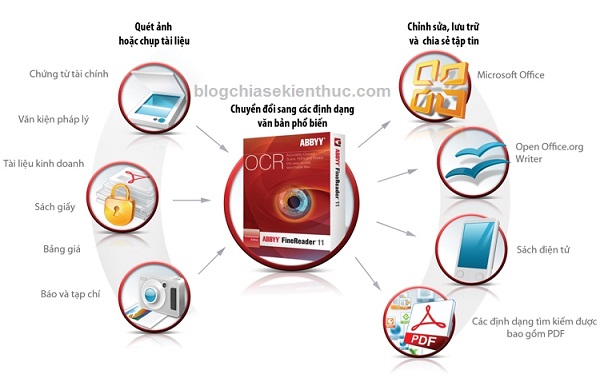 Quét ảnh
hoặc chụp tài liệu
Chỉnh sửa, lưu trữ
và chia sẻ tập tin
Chứng từ tài chính
Văn kiện pháp lý
Tài liệu kinh doanh
Sách giấy
Bảng giá
Báo và tạp chí
blogchiasekienthuc.com
Chuyển đổi sang các định dạng
văn bản phổ biến
ABBYY
OCR
ABBYY
FineReader 11
ABBYY FineReader 11
Microsoft Office
Open Office.org
Writer
Sách điện tử
PDF
Các định dạng tìm kiếm được
bao gồm PDF